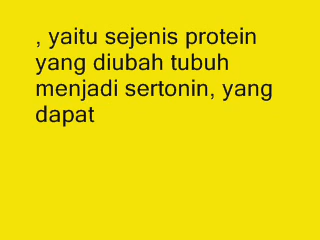 , yaitu sejenis protein
yang diubah tubuh
menjadi sertonin, yang
dapat